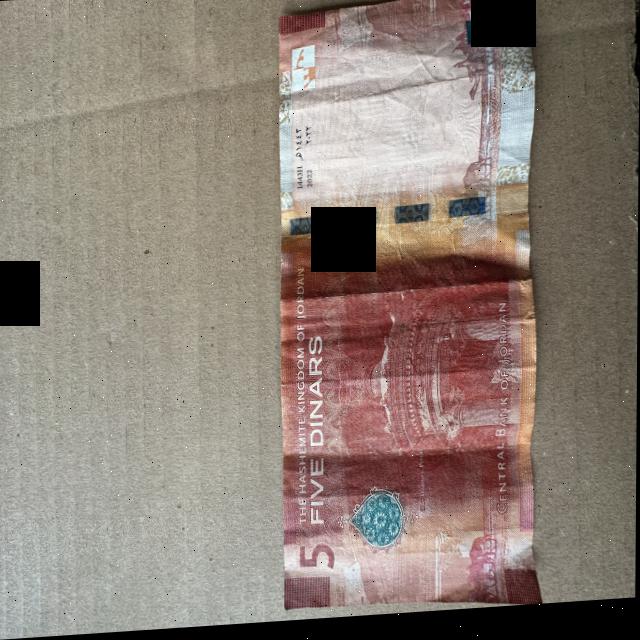 THE HASHEMITE KINGDOM OF JORDAN
FIVE DINARS
5
CENTRAL BANK OF JORDAN
2022